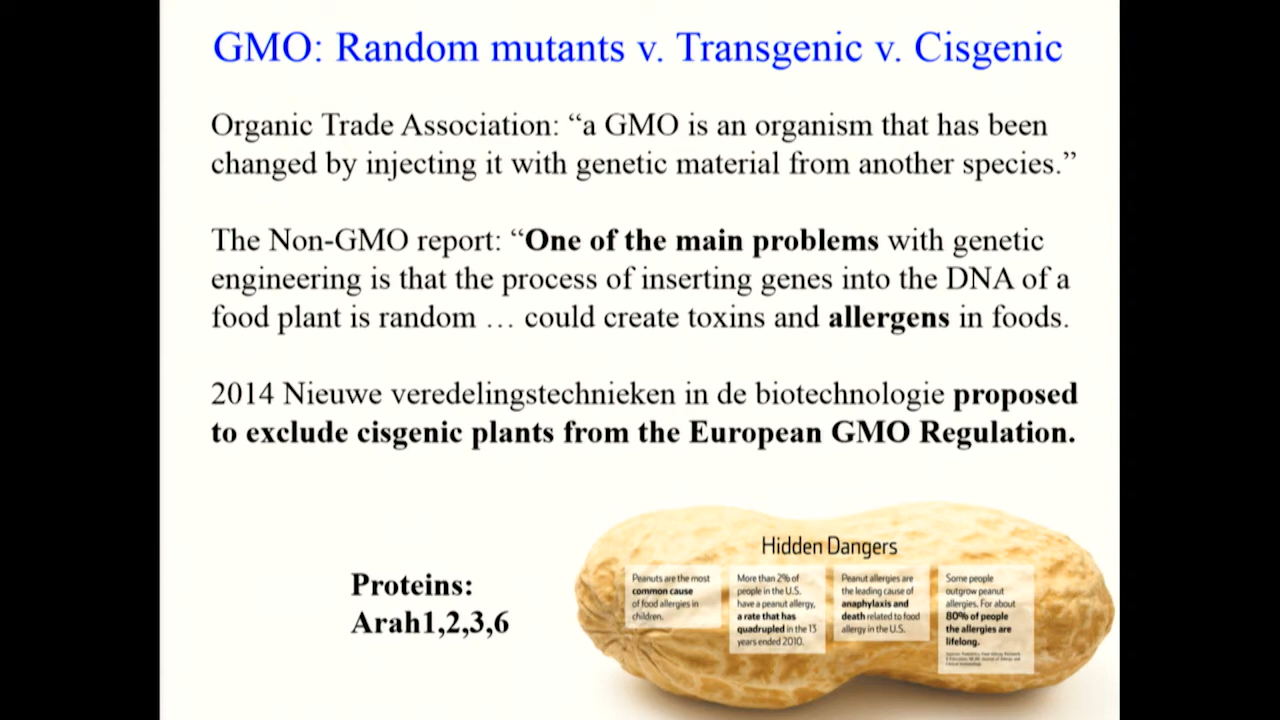 GMO: Random mutants v. Transgenic v. Cisgenic
Organic Trade Association: “a GMO is an organism that has been
changed by injecting it with genetic material from another species.”
The Non-GMO report: “One of the main problems with genetic
engineering is that the process of inserting genes into the DNA of a
food plant is random … could create toxins and allergens in foods.
2014 Nieuwe veredelingstechnieken in de biotechnologie proposed
to exclude cisgenic plants from the European GMO Regulation.
Proteins:
Arah1,2,3,6
Hidden Dangers
Peanuts are the most
common cause
of food allergies in
children.
More than 2% of
people in the U.S.
have a peanut allergy,
a rate that has
quadrupled in the 13
years ended 2010.
Peanut allergies are
the leading cause of
anaphylaxis and
death related to food
allergy in the U.S.
Some people
outgrow peanut
allergies. For about
80% of people
the allergies are
lifelong.